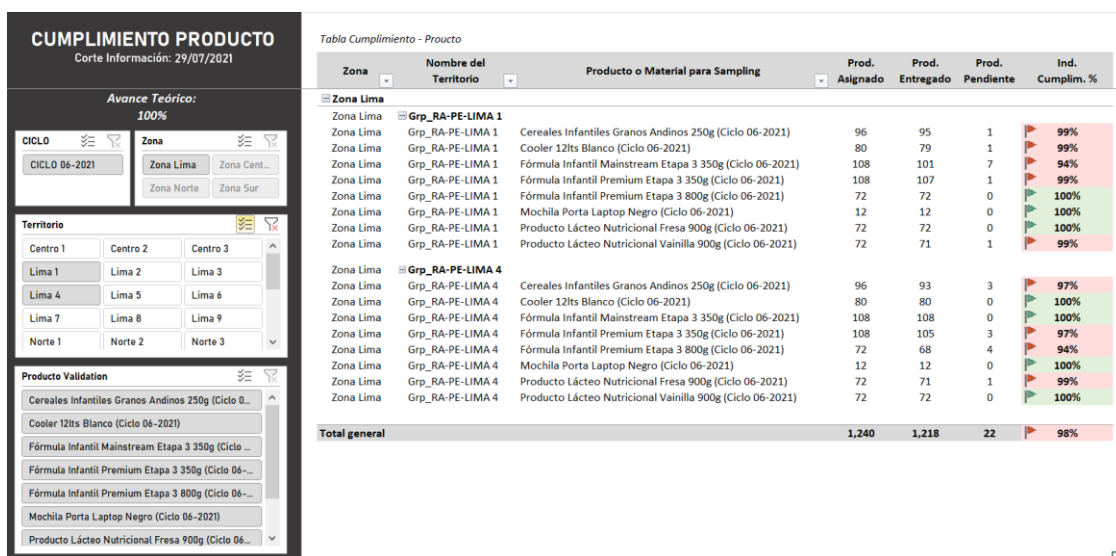 CUMPLIMIENTO PRODUCTO
Corte Información: 29/07/2021
Avance Teórico:
100%
CICLO
CICLO 06-2021
Zona
Zona Lima Zona Cent...
Zona Norte Zona Sur
Territorio
Centro 1 Centro 2 Centro 3
Lima 1 Lima 2 Lima 3
Lima 4 Lima 5 Lima 6
Lima 7 Lima 8 Lima 9
Norte 1 Norte 2 Norte 3
Producto Validation
Cereales Infantiles Granos Andinos 250g (Ciclo 0...
Cooler 12lts Blanco (Ciclo 06-2021)
Fórmula Infantil Mainstream Etapa 3 350g (Ciclo ...
Fórmula Infantil Premium Etapa 3 350g (Ciclo 06-...
Fórmula Infantil Premium Etapa 3 800g (Ciclo 06-...
Mochila Porta Laptop Negro (Ciclo 06-2021)
Producto Lácteo Nutricional Fresa 900g (Ciclo 06...
Tabla Cumplimiento - Proucto
Zona Nombre del Territorio Producto o Material para Sampling Prod. Asignado Prod. Entregado Prod. Pendiente Ind. Cumplim. %
Zona Lima
Zona Lima Grp_RA-PE-LIMA 1
Zona Lima Grp_RA-PE-LIMA 1 Cereales Infantiles Granos Andinos 250g (Ciclo 06-2021) 96 95 1 99%
Zona Lima Grp_RA-PE-LIMA 1 Cooler 12lts Blanco (Ciclo 06-2021) 80 79 1 99%
Zona Lima Grp_RA-PE-LIMA 1 Fórmula Infantil Mainstream Etapa 3 350g (Ciclo 06-2021) 108 101 7 94%
Zona Lima Grp_RA-PE-LIMA 1 Fórmula Infantil Premium Etapa 3 350g (Ciclo 06-2021) 108 107 1 99%
Zona Lima Grp_RA-PE-LIMA 1 Fórmula Infantil Premium Etapa 3 800g (Ciclo 06-2021) 72 72 0 100%
Zona Lima Grp_RA-PE-LIMA 1 Mochila Porta Laptop Negro (Ciclo 06-2021) 12 12 0 100%
Zona Lima Grp_RA-PE-LIMA 1 Producto Lácteo Nutricional Fresa 900g (Ciclo 06-2021) 72 72 0 100%
Zona Lima Grp_RA-PE-LIMA 1 Producto Lácteo Nutricional Vainilla 900g (Ciclo 06-2021) 72 71 1 99%
Zona Lima Grp_RA-PE-LIMA 4
Zona Lima Grp_RA-PE-LIMA 4 Cereales Infantiles Granos Andinos 250g (Ciclo 06-2021) 96 93 3 97%
Zona Lima Grp_RA-PE-LIMA 4 Cooler 12lts Blanco (Ciclo 06-2021) 80 80 0 100%
Zona Lima Grp_RA-PE-LIMA 4 Fórmula Infantil Mainstream Etapa 3 350g (Ciclo 06-2021) 108 108 0 100%
Zona Lima Grp_RA-PE-LIMA 4 Fórmula Infantil Premium Etapa 3 350g (Ciclo 06-2021) 108 105 3 97%
Zona Lima Grp_RA-PE-LIMA 4 Fórmula Infantil Premium Etapa 3 800g (Ciclo 06-2021) 72 68 4 94%
Zona Lima Grp_RA-PE-LIMA 4 Mochila Porta Laptop Negro (Ciclo 06-2021) 12 12 0 100%
Zona Lima Grp_RA-PE-LIMA 4 Producto Lácteo Nutricional Fresa 900g (Ciclo 06-2021) 72 71 1 99%
Zona Lima Grp_RA-PE-LIMA 4 Producto Lácteo Nutricional Vainilla 900g (Ciclo 06-2021) 72 72 0 100%
Total general 1,240 1,218 22 98%